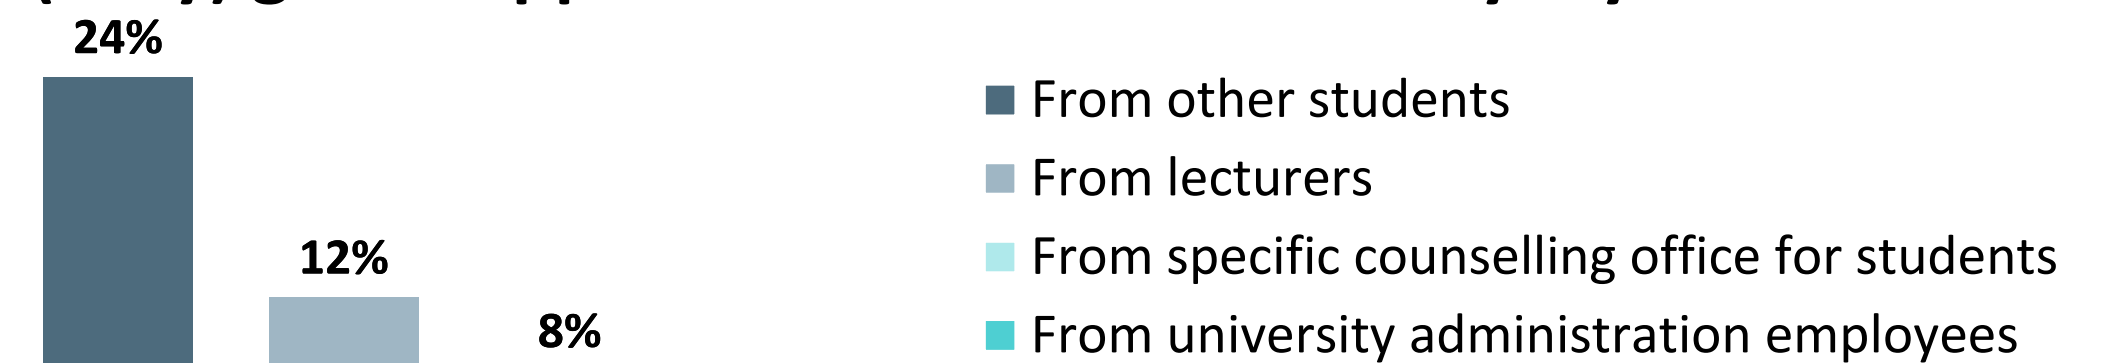 24%
From other students
From lecturers
12%
From specific counselling office for students
8%
From university administration employees